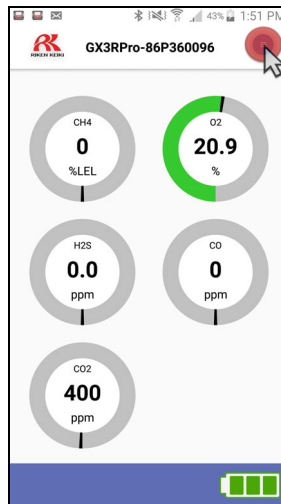 43% 1:51 PM
RIKEN KEIKI
GX3RPro-86P360096
CH4
0
%LEL
O2
20.9
%
H2S
0.0
ppm
CO
0
ppm
CO2
400
ppm